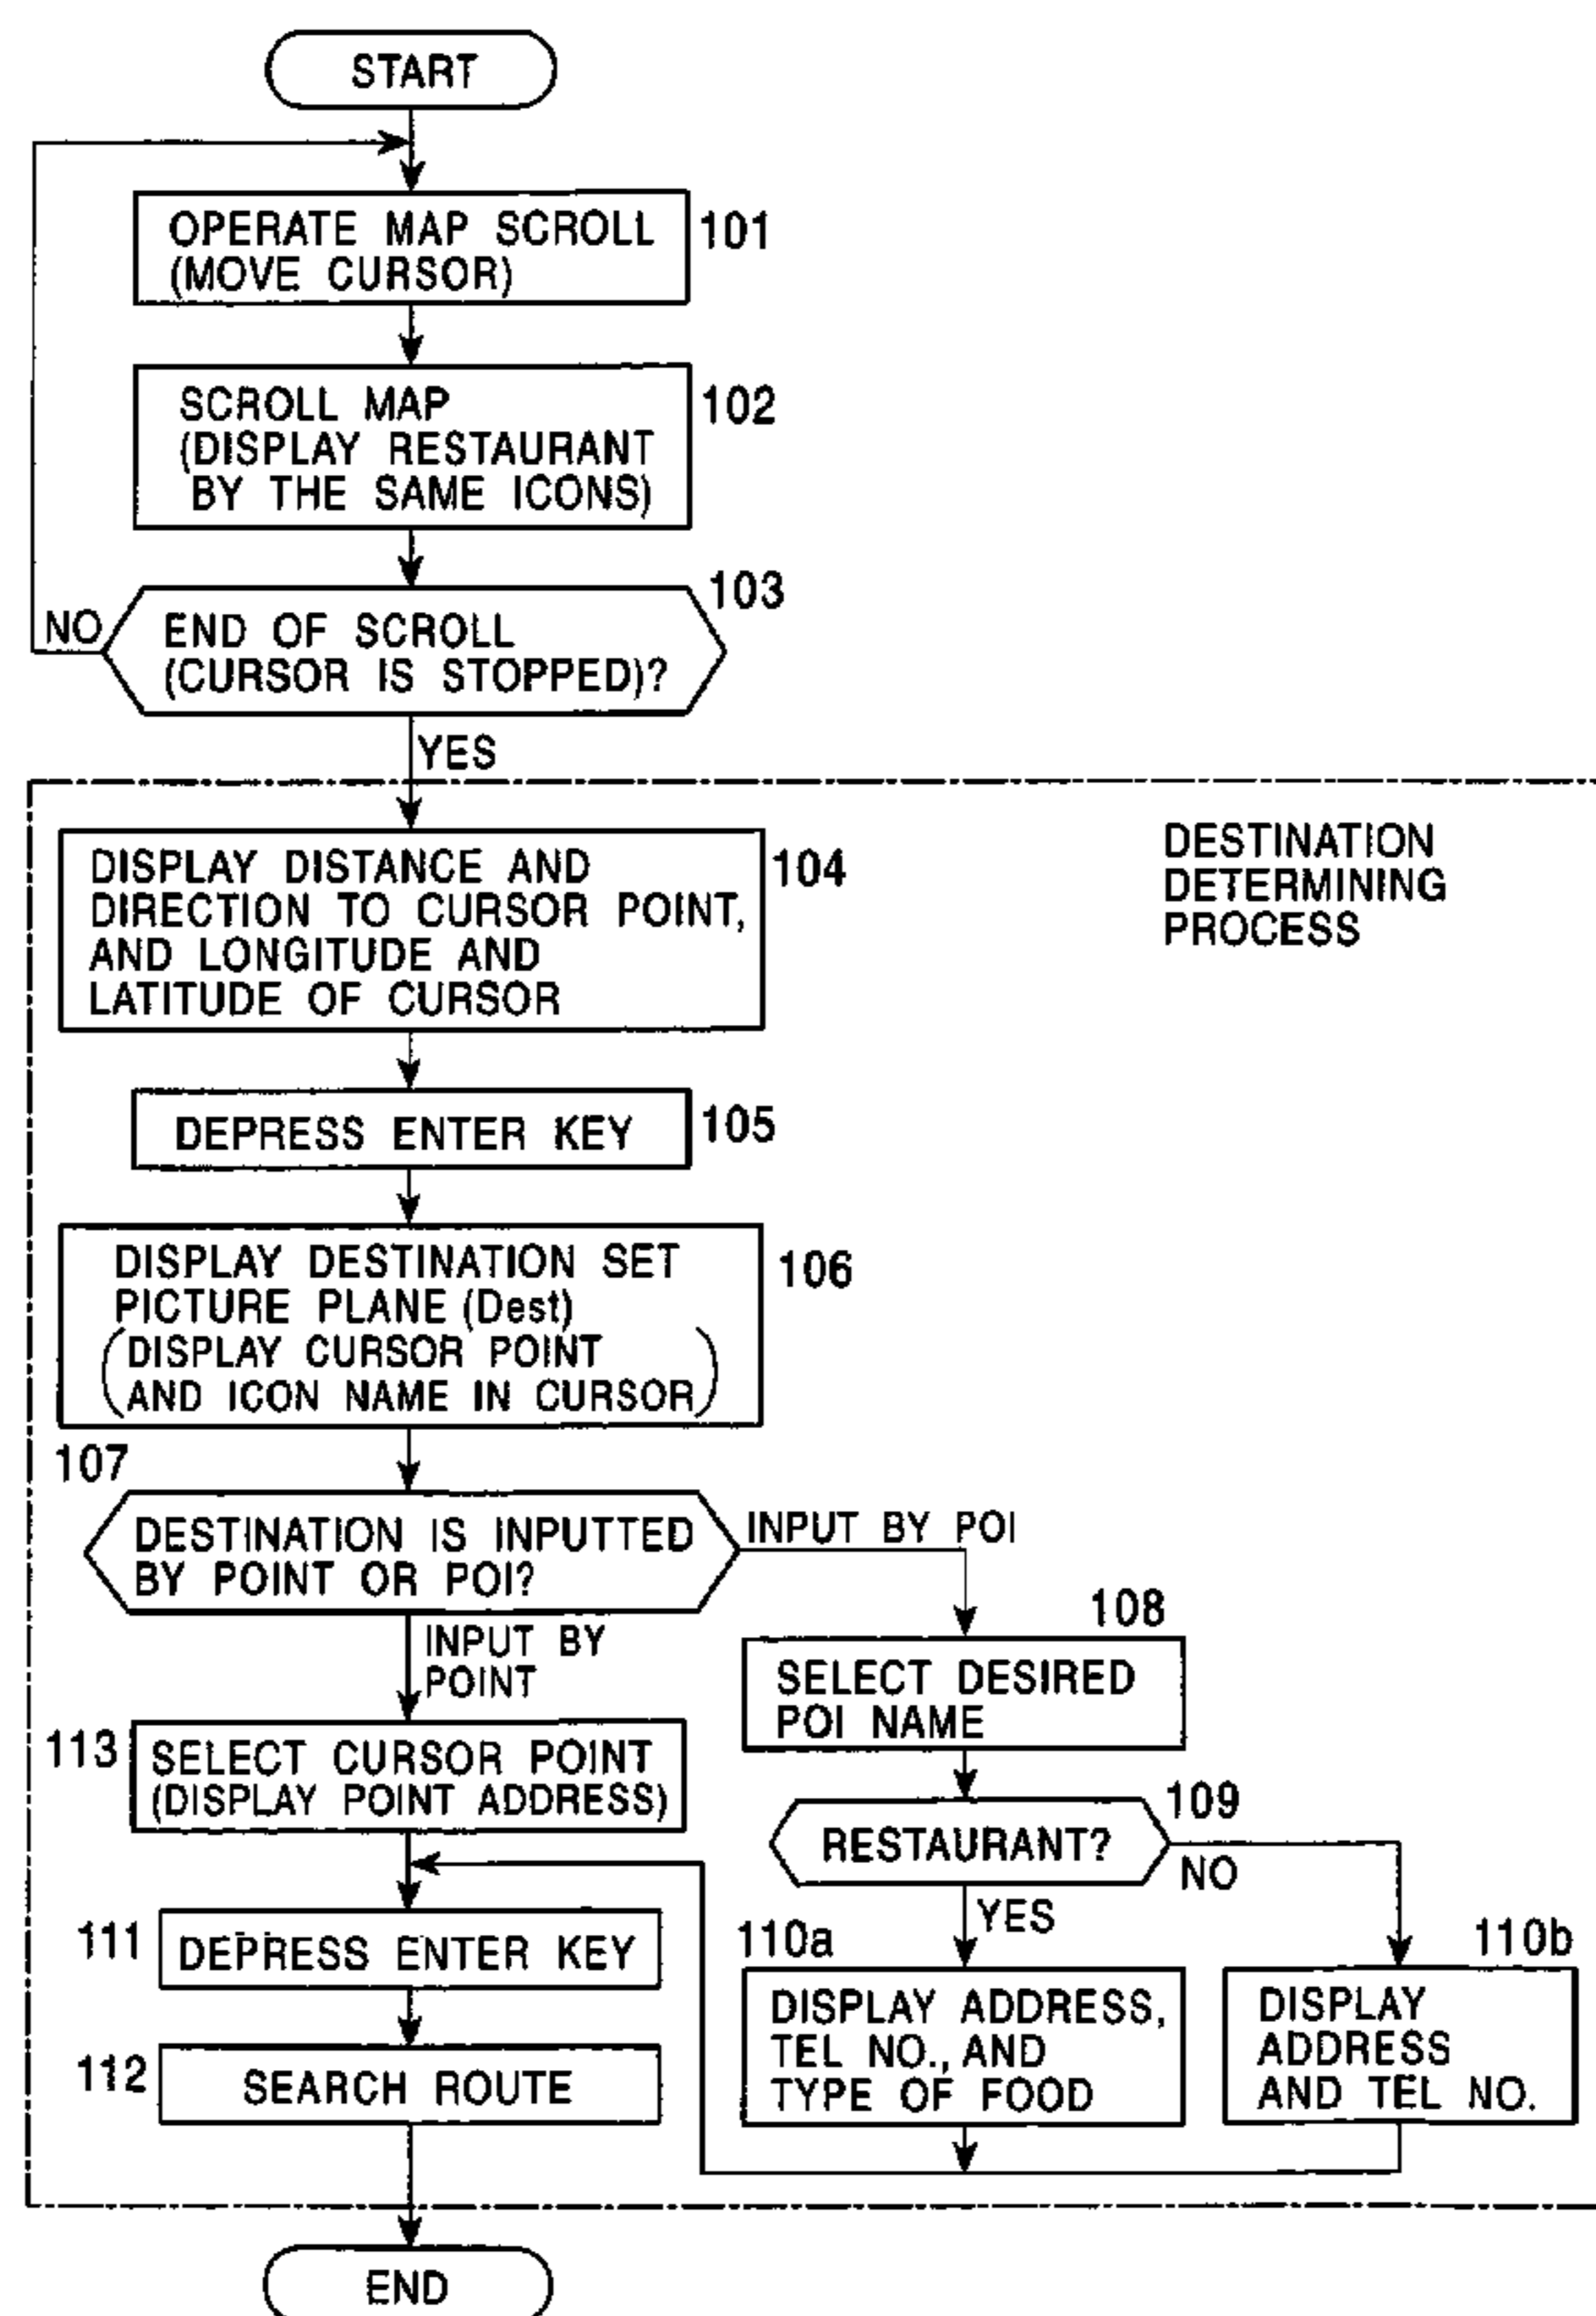 START
OPERATE MAP SCROLL
(MOVE CURSOR)
101
SCROLL MAP
(DISPLAY RESTAURANT
BY THE SAME ICONS)
102
END OF SCROLL
(CURSOR IS STOPPED)?
103
NO
YES
DESTINATION
DETERMINING
PROCESS
DISPLAY DISTANCE AND
DIRECTION TO CURSOR POINT,
AND LONGITUDE AND
LATITUDE OF CURSOR
104
DEPRESS ENTER KEY
105
DISPLAY DESTINATION SET
PICTURE PLANE (Dest)
(DISPLAY CURSOR POINT
AND ICON NAME IN CURSOR)
106
107
DESTINATION IS INPUTTED
BY POINT OR POI?
INPUT BY POI
INPUT BY
POINT
108
SELECT DESIRED
POI NAME
113
SELECT CURSOR POINT
(DISPLAY POINT ADDRESS)
109
RESTAURANT?
NO
YES
111
DEPRESS ENTER KEY
110a
DISPLAY ADDRESS,
TEL NO., AND
TYPE OF FOOD
110b
DISPLAY
ADDRESS
AND TEL NO.
112
SEARCH ROUTE
END